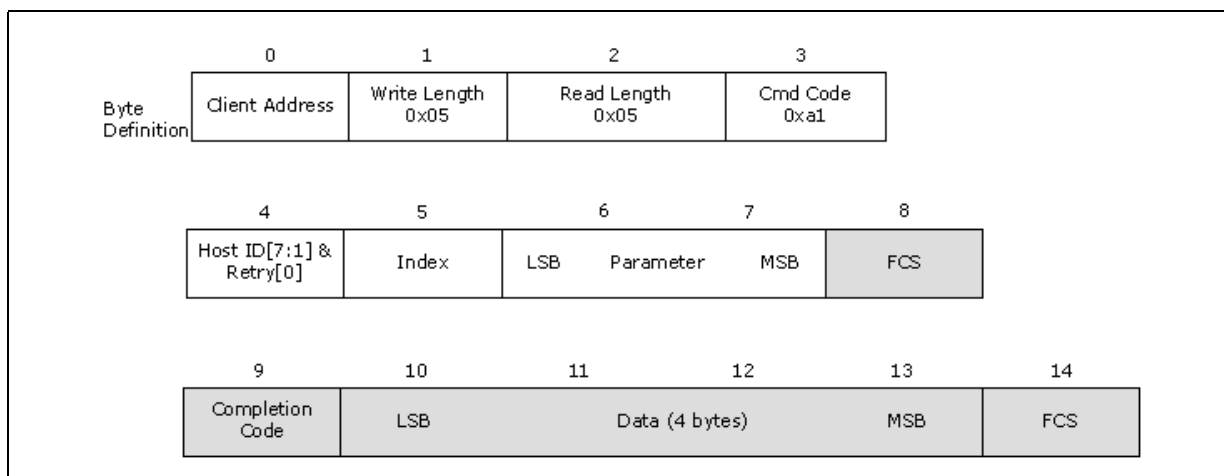 0 1 2 3
Byte
Definition
Client Address
Write Length
0x05
Read Length
0x05
Cmd Code
0xa1
4 5 6 7 8
Host ID[7:1] &
Retry[0]
Index
LSB Parameter MSB
FCS
9 10 11 12 13 14
Completion
Code
LSB Data (4 bytes) MSB
FCS